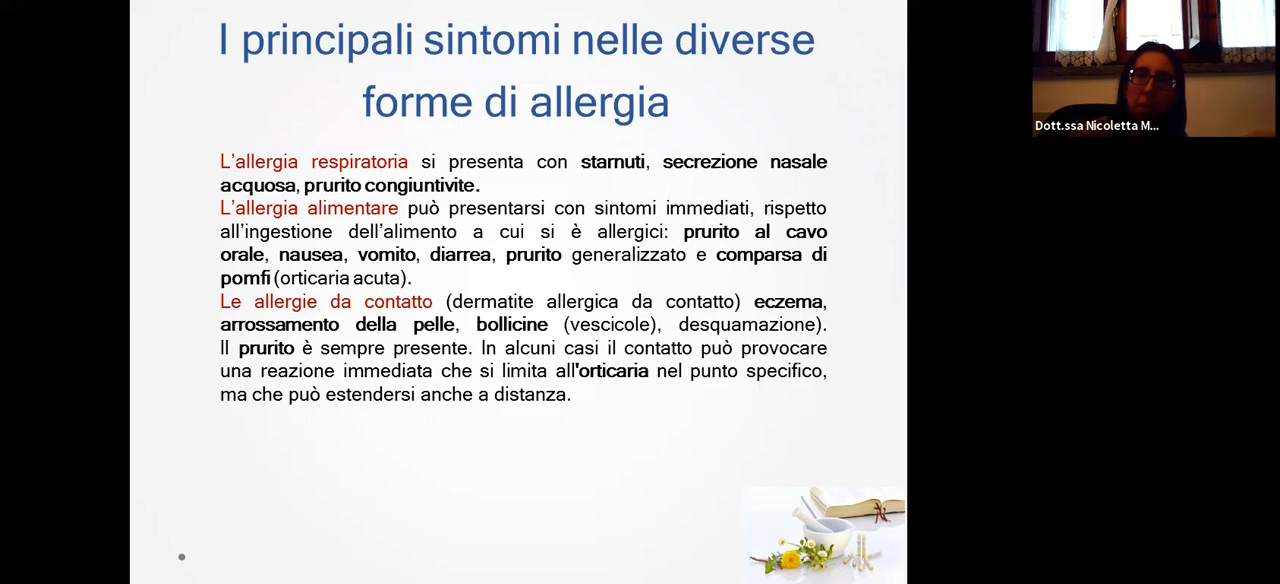 I principali sintomi nelle diverse
forme di allergia
L'allergia respiratoria si presenta con starnuti, secrezione nasale
acquosa, prurito congiuntivite.
L'allergia alimentare può presentarsi con sintomi immediati, rispetto
all'ingestione dell'alimento a cui si è allergici: prurito al cavo
orale, nausea, vomito, diarrea, prurito generalizzato e comparsa di
pomfi (orticaria acuta).
Le allergie da contatto (dermatite allergica da contatto) eczema,
arrossamento della pelle, bollicine (vescicole), desquamazione).
Il prurito è sempre presente. In alcuni casi il contatto può provocare
una reazione immediata che si limita all'orticaria nel punto specifico,
ma che può estendersi anche a distanza.
Dott.ssa Nicoletta M...